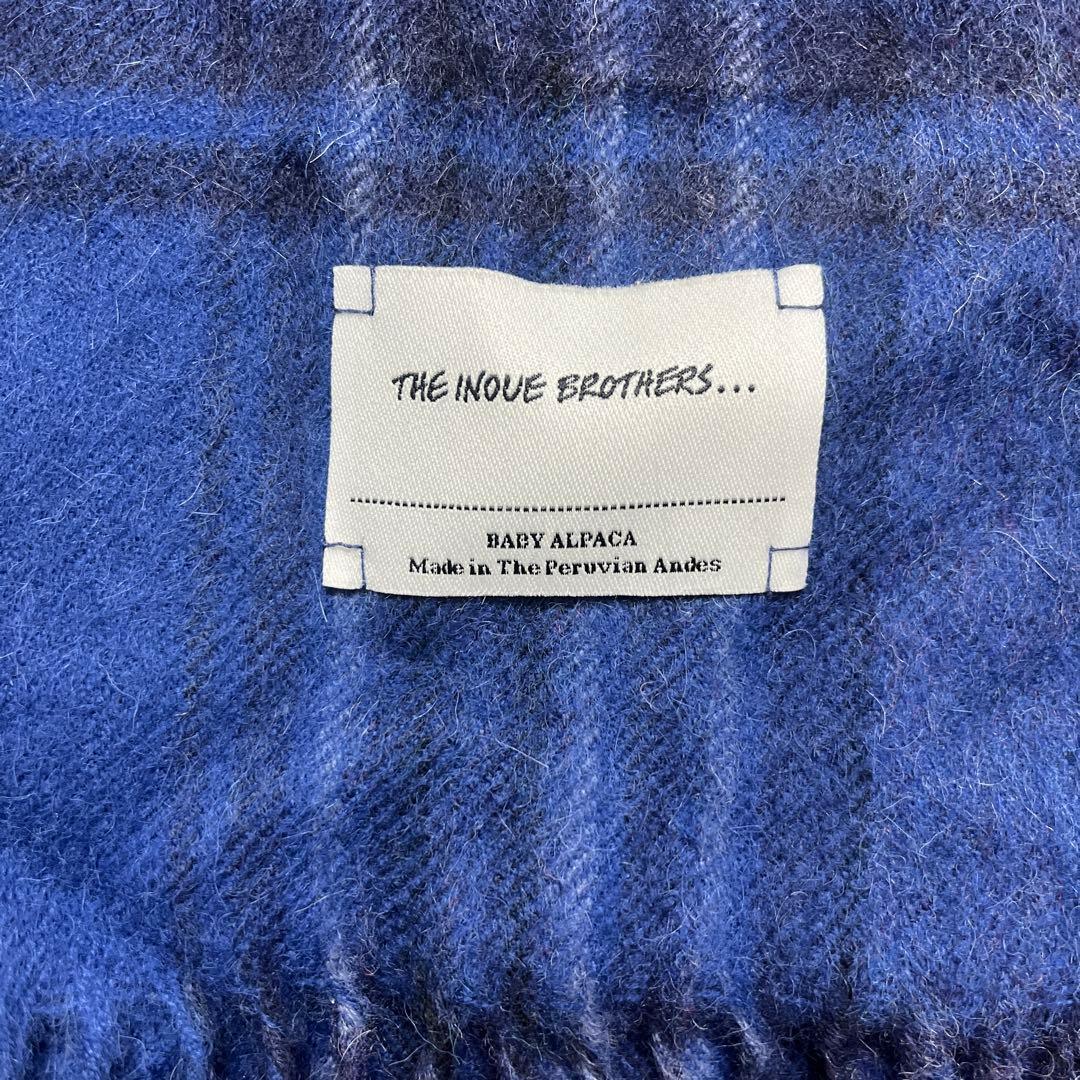 THE INOUE BROTHERS...
BABY ALPACA
Made in The Peruvian Andes